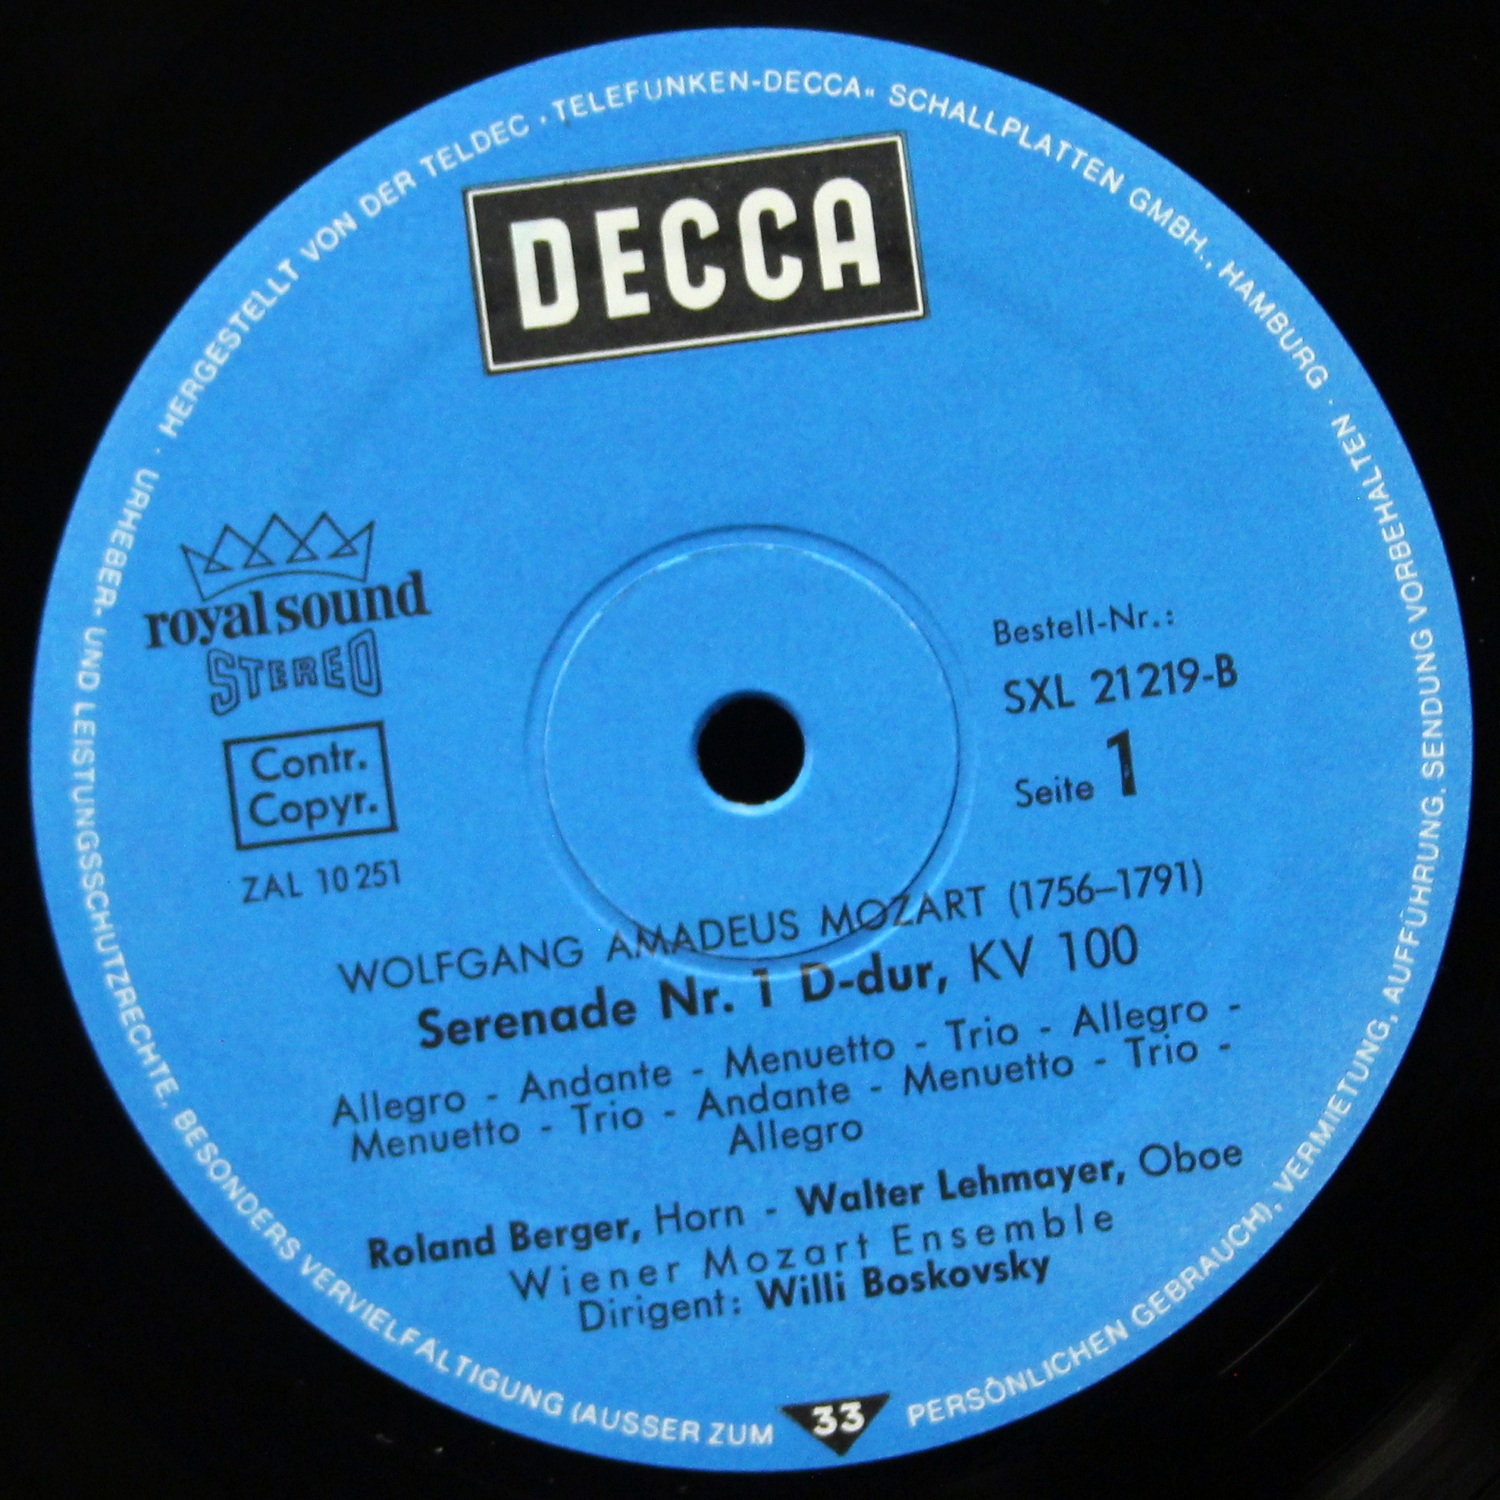 HERGESTELLT VON DER TELDEC · TELEFUNKEN-DECCA« SCHALLPLATTEN GMBH., HAMBURG ·
URHEBER- UND LEISTUNGSSCHUTZRECHTE, BESONDERS VERVIELFÄLTIGUNG (AUSSER ZUM PERSÖNLICHEN GEBRAUCH), VERMIETUNG, AUFFÜHRUNG, SENDUNG VORBEHALTEN ·
DECCA
royal sound
STEREO
Contr.
Copyr.
ZAL 10 251
Bestell-Nr.:
SXL 21 219-B
Seite 1
WOLFGANG AMADEUS MOZART (1756–1791)
Serenade Nr. 1 D-dur, KV 100
Allegro - Andante - Menuetto - Trio - Allegro -
Menuetto - Trio - Andante - Menuetto - Trio -
Allegro
Roland Berger, Horn - Walter Lehmayer, Oboe
Wiener Mozart Ensemble
Dirigent: Willi Boskovsky
33